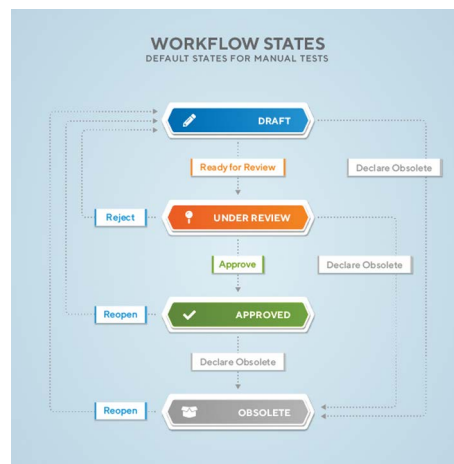 WORKFLOW STATES
DEFAULT STATES FOR MANUAL TESTS
DRAFT
Ready for Review
Declare Obsolete
Reject
UNDER REVIEW
Approve
Declare Obsolete
Reopen
APPROVED
Declare Obsolete
Reopen
OBSOLETE